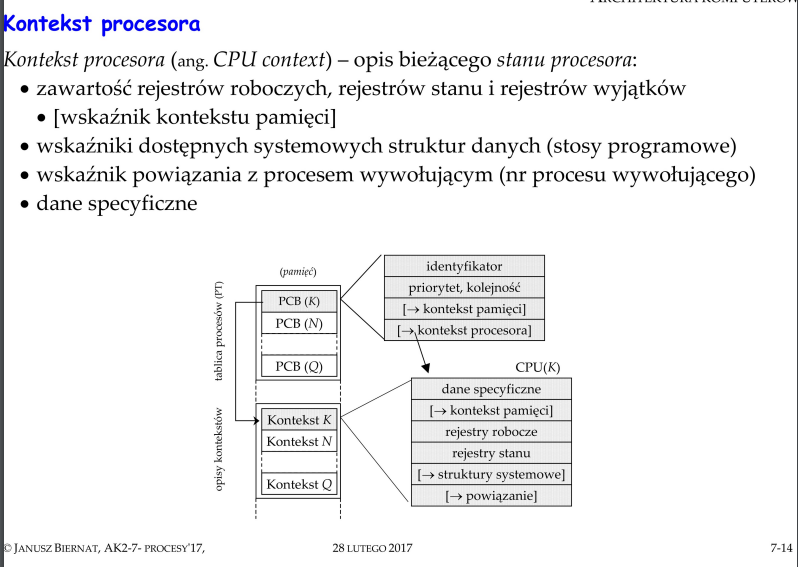 ARCHITEKTURA KOMPUTERÓW
Kontekst procesora
Kontekst procesora (ang. CPU context) – opis bieżącego stanu procesora:
• zawartość rejestrów roboczych, rejestrów stanu i rejestrów wyjątków
• [wskaźnik kontekstu pamięci]
• wskaźniki dostępnych systemowych struktur danych (stosy programowe)
• wskaźnik powiązania z procesem wywołującym (nr procesu wywołującego)
• dane specyficzne
(pamięć)
tablica procesów (PT)
PCB (K)
PCB (N)
PCB (Q)
identyfikator
priorytet, kolejność
[→ kontekst pamięci]
[→ kontekst procesora]
CPU(K)
opisy kontekstów
Kontekst K
Kontekst N
Kontekst Q
dane specyficzne
[→ kontekst pamięci]
rejestry robocze
rejestry stanu
[→ struktury systemowe]
[→ powiązanie]
© JANUSZ BIERNAT, AK2-7- PROCESY'17,
28 LUTEGO 2017
7-14